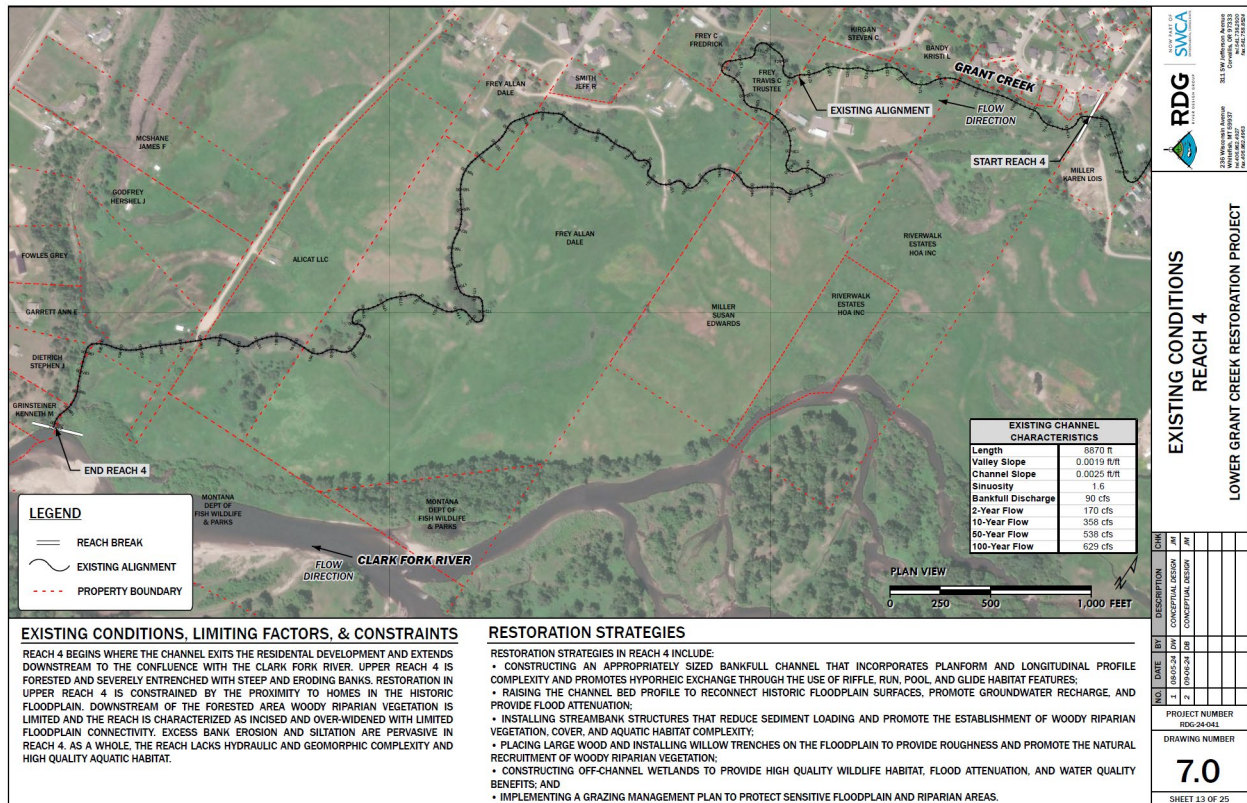 FREY C
FREDRICK
KIRGAN
STEVEN C
BANDY
KRISTI L
GRANT CREEK
FREY ALLAN
DALE
SMITH
JEFF R
FREY
TRAVIS C
TRUSTEE
EXISTING ALIGNMENT
FLOW
DIRECTION
START REACH 4
MILLER
KAREN LOIS
MCSHANE
JAMES F
GODFREY
HERSHEL J
FOWLES GREY
ALICAT LLC
FREY ALLAN
DALE
RIVERWALK
ESTATES
HOA INC
GARRETT ANN E
MILLER
SUSAN
EDWARDS
RIVERWALK
ESTATES
HOA INC
DIETRICH
STEPHEN J
GRINSTEINER
KENNETH M
END REACH 4
MONTANA
DEPT OF
FISH WILDLIFE
& PARKS
MONTANA
DEPT OF
FISH WILDLIFE
& PARKS
FLOW
DIRECTION
CLARK FORK RIVER
LEGEND
REACH BREAK
EXISTING ALIGNMENT
PROPERTY BOUNDARY
EXISTING CHANNEL
CHARACTERISTICS
Length 8870 ft
Valley Slope 0.0019 ft/ft
Channel Slope 0.0025 ft/ft
Sinuosity 1.6
Bankfull Discharge 90 cfs
2-Year Flow 170 cfs
10-Year Flow 358 cfs
50-Year Flow 538 cfs
100-Year Flow 629 cfs
PLAN VIEW
0 250 500 1,000 FEET
N
EXISTING CONDITIONS, LIMITING FACTORS, & CONSTRAINTS
REACH 4 BEGINS WHERE THE CHANNEL EXITS THE RESIDENTAL DEVELOPMENT AND EXTENDS
DOWNSTREAM TO THE CONFLUENCE WITH THE CLARK FORK RIVER. UPPER REACH 4 IS
FORESTED AND SEVERELY ENTRENCHED WITH STEEP AND ERODING BANKS. RESTORATION IN
UPPER REACH 4 IS CONSTRAINED BY THE PROXIMITY TO HOMES IN THE HISTORIC
FLOODPLAIN. DOWNSTREAM OF THE FORESTED AREA WOODY RIPARIAN VEGETATION IS
LIMITED AND THE REACH IS CHARACTERIZED AS INCISED AND OVER-WIDENED WITH LIMITED
FLOODPLAIN CONNECTIVITY. EXCESS BANK EROSION AND SILTATION ARE PERVASIVE IN
REACH 4. AS A WHOLE, THE REACH LACKS HYDRAULIC AND GEOMORPHIC COMPLEXITY AND
HIGH QUALITY AQUATIC HABITAT.
RESTORATION STRATEGIES
RESTORATION STRATEGIES IN REACH 4 INCLUDE:
• CONSTRUCTING AN APPROPRIATELY SIZED BANKFULL CHANNEL THAT INCORPORATES PLANFORM AND LONGITUDINAL PROFILE
COMPLEXITY AND PROMOTES HYPORHEIC EXCHANGE THROUGH THE USE OF RIFFLE, RUN, POOL, AND GLIDE HABITAT FEATURES;
• RAISING THE CHANNEL BED PROFILE TO RECONNECT HISTORIC FLOODPLAIN SURFACES, PROMOTE GROUNDWATER RECHARGE, AND
PROVIDE FLOOD ATTENUATION;
• INSTALLING STREAMBANK STRUCTURES THAT REDUCE SEDIMENT LOADING AND PROMOTE THE ESTABLISHMENT OF WOODY RIPARIAN
VEGETATION, COVER, AND AQUATIC HABITAT COMPLEXITY;
• PLACING LARGE WOOD AND INSTALLING WILLOW TRENCHES ON THE FLOODPLAIN TO PROVIDE ROUGHNESS AND PROMOTE THE NATURAL
RECRUITMENT OF WOODY RIPARIAN VEGETATION;
• CONSTRUCTING OFF-CHANNEL WETLANDS TO PROVIDE HIGH QUALITY WILDLIFE HABITAT, FLOOD ATTENUATION, AND WATER QUALITY
BENEFITS; AND
• IMPLEMENTING A GRAZING MANAGEMENT PLAN TO PROTECT SENSITIVE FLOODPLAIN AND RIPARIAN AREAS.
RDG
RIVER DESIGN GROUP
NOW PART OF
SWCA
236 Wisconsin Avenue
Whitefish, MT 59937
311 SW Jefferson Avenue
Corvallis, OR 97333
EXISTING CONDITIONS
REACH 4
LOWER GRANT CREEK RESTORATION PROJECT
NO. DATE BY DESCRIPTION CHK
1 08-05-24 DW CONCEPTUAL DESIGN JM
2 09-06-24 DB CONCEPTUAL DESIGN JM
PROJECT NUMBER
RDG-24-041
DRAWING NUMBER
7.0
SHEET 13 OF 25